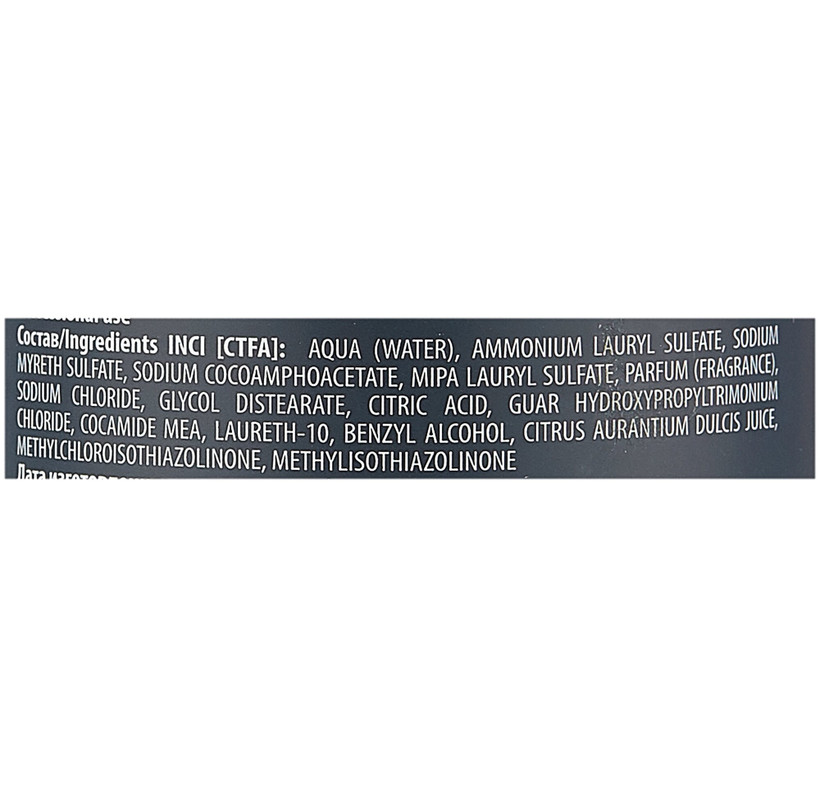 Состав/Ingredients INCI [CTFA]: AQUA (WATER), AMMONIUM LAURYL SULFATE, SODIUM
MYRETH SULFATE, SODIUM COCOAMPHOACETATE, MIPA LAURYL SULFATE, PARFUM (FRAGRANCE),
SODIUM CHLORIDE, GLYCOL DISTEARATE, CITRIC ACID, GUAR HYDROXYPROPYLTRIMONIUM
CHLORIDE, COCAMIDE MEA, LAURETH-10, BENZYL ALCOHOL, CITRUS AURANTIUM DULCIS JUICE,
METHYLCHLOROISOTHIAZOLINONE, METHYLISOTHIAZOLINONE